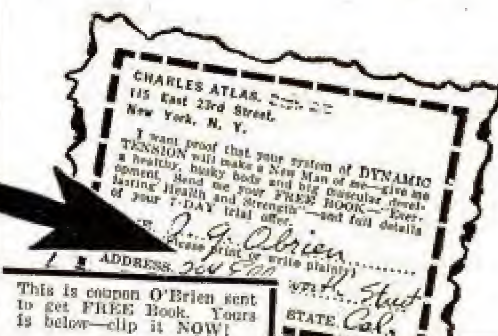 CHARLES ATLAS,
115 East 23rd Street,
New York, N. Y.
I want proof that your system of DYNAMIC
TENSION will make a New Man of me—give me
a healthy, husky body and big muscular devel-
opment. Send me your FREE BOOK—"Ever-
lasting Health and Strength"—and full details
of your 7-DAY trial offer.
J. G. Obrien
(Please print or write plainly)
ADDRESS. Street
STATE. Cal.
This is coupon O'Brien sent
to get FREE Book. Yours
is below—clip it NOW!